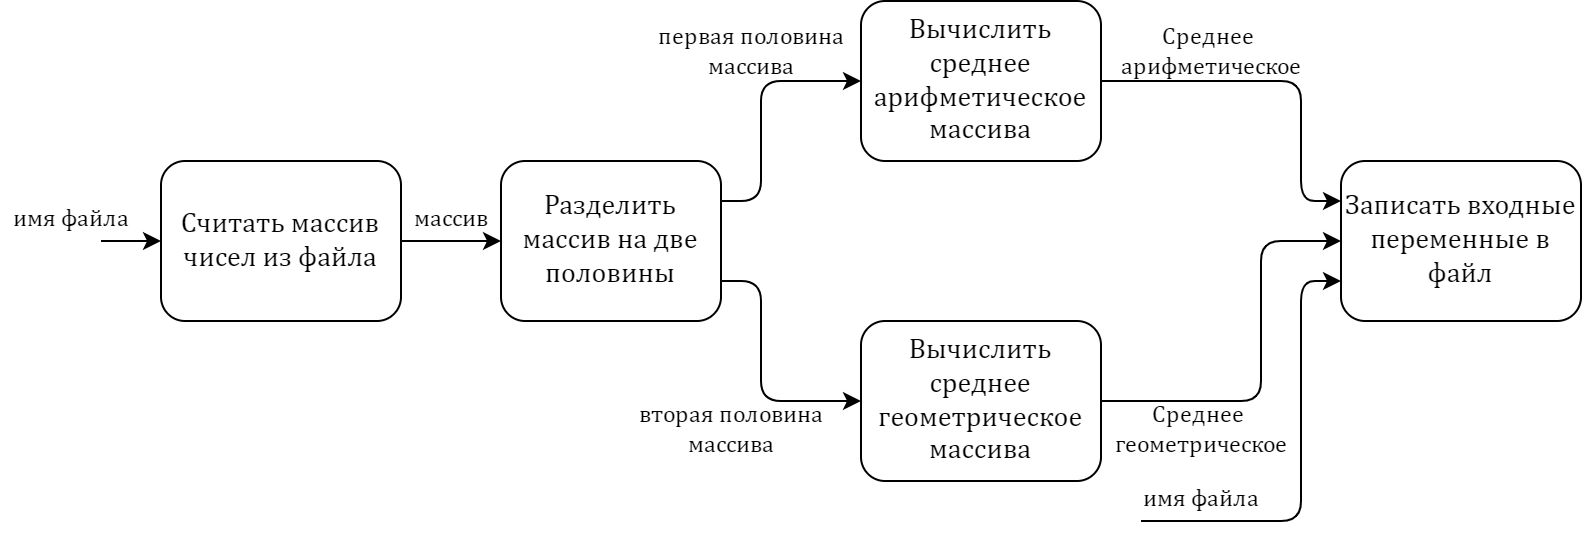 имя файла
Считать массив
чисел из файла
массив
Разделить
массив на две
половины
первая половина
массива
Вычислить
среднее
арифметическое
массива
Среднее
арифметическое
вторая половина
массива
Вычислить
среднее
геометрическое
массива
Среднее
геометрическое
имя файла
Записать входные
переменные в
файл